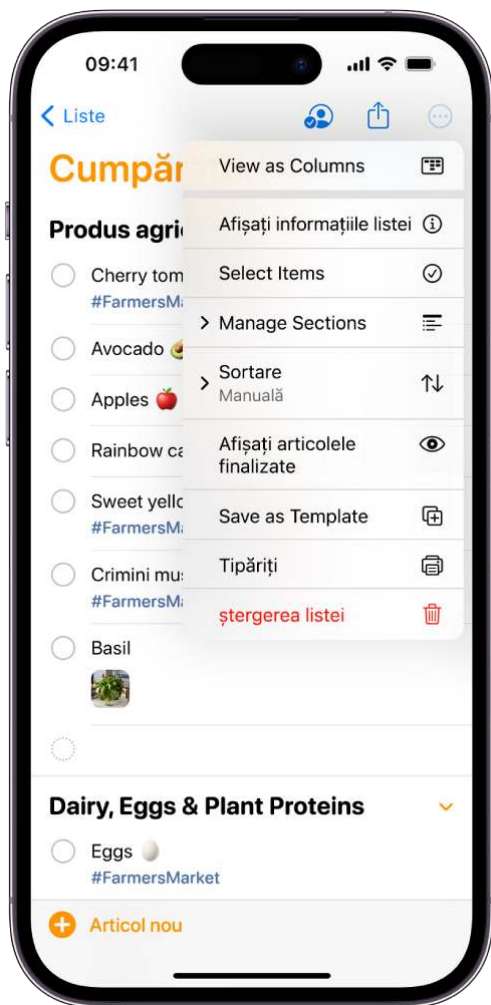 09:41
Liste
Cumpăr
View as Columns
Produs agri
Afișați informațiile listei
Cherry tom
#FarmersMa
Select Items
Manage Sections
Avocado
Sortare
Manuală
Apples
Rainbow ca
Afișați articolele
finalizate
Sweet yello
#FarmersMa
Save as Template
Crimini mus
#FarmersMa
Tipăriți
ștergerea listei
Basil
Dairy, Eggs & Plant Proteins
Eggs
#FarmersMarket
Articol nou